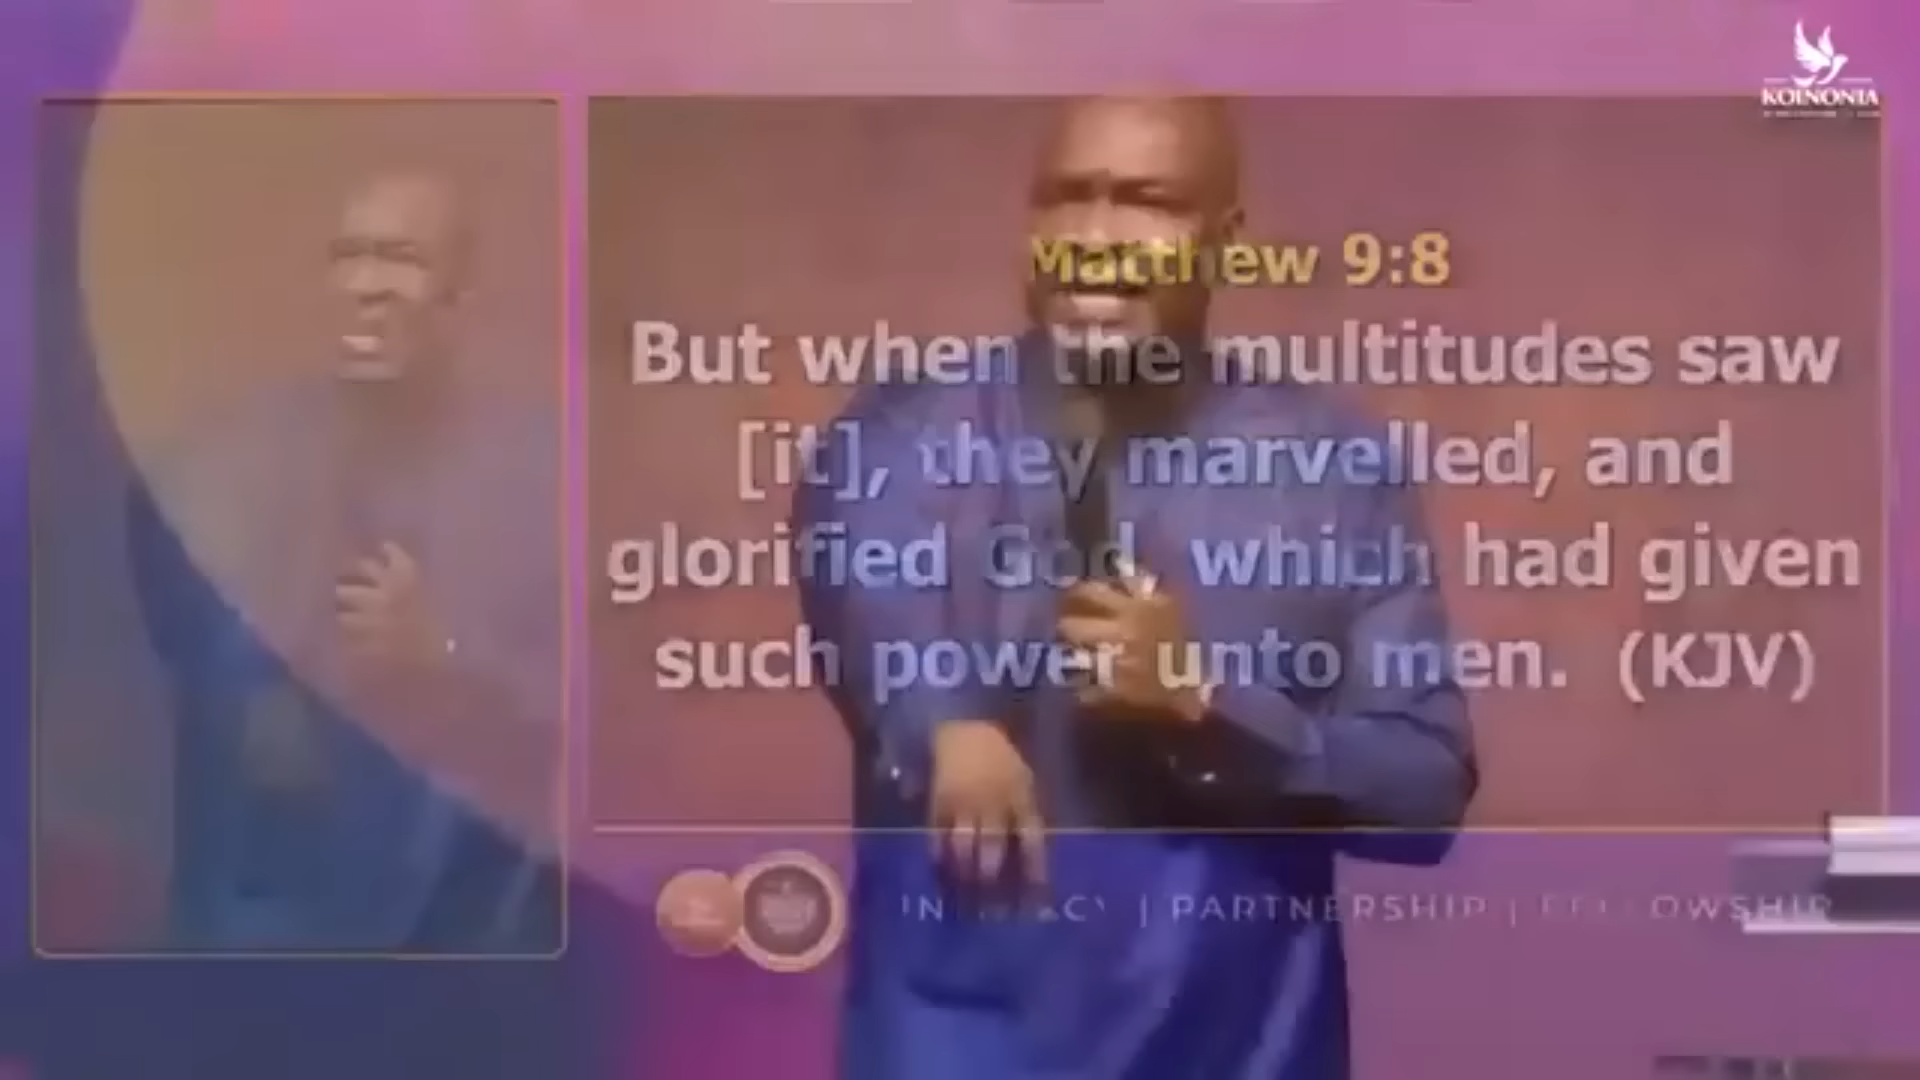 KOINONIA
Matthew 9:8
But when the multitudes saw
[it], they marvelled, and
glorified God, which had given
such power unto men. (KJV)
| PARTNERSHIP | FELLOWSHIP